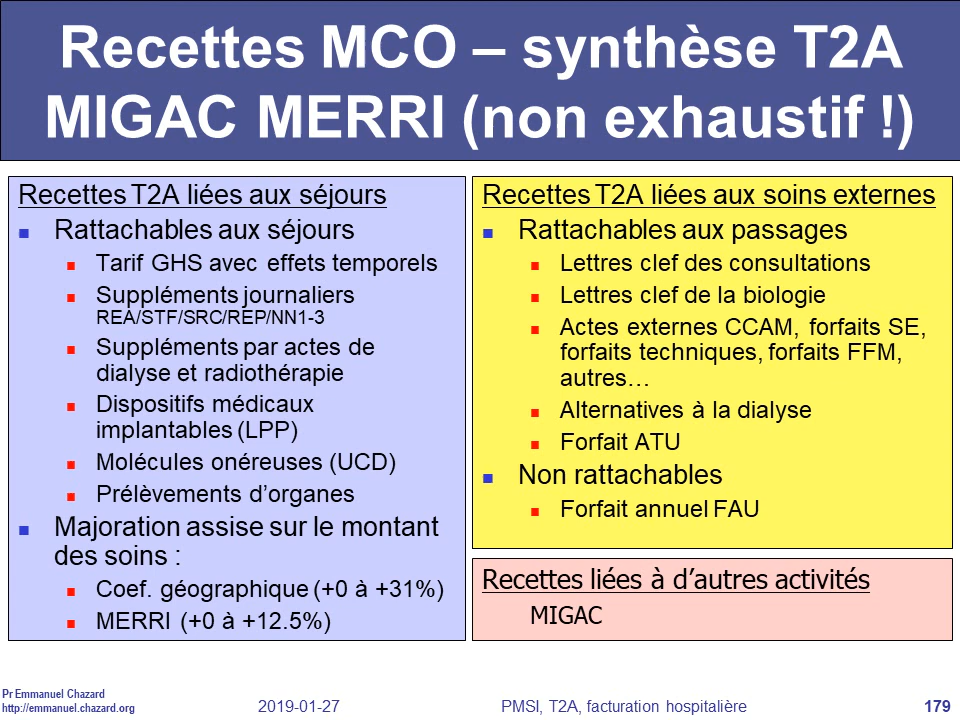 Recettes MCO – synthèse T2A
MIGAC MERRI (non exhaustif !)
Recettes T2A liées aux séjours
Rattachables aux séjours
Tarif GHS avec effets temporels
Suppléments journaliers
REA/STF/SRC/REP/NN1-3
Suppléments par actes de
dialyse et radiothérapie
Dispositifs médicaux
implantables (LPP)
Molécules onéreuses (UCD)
Prélèvements d’organes
Majoration assise sur le montant
des soins :
Coef. géographique (+0 à +31%)
MERRI (+0 à +12.5%)
Recettes T2A liées aux soins externes
Rattachables aux passages
Lettres clef des consultations
Lettres clef de la biologie
Actes externes CCAM, forfaits SE,
forfaits techniques, forfaits FFM,
autres…
Alternatives à la dialyse
Forfait ATU
Non rattachables
Forfait annuel FAU
Recettes liées à d’autres activités
MIGAC
Pr Emmanuel Chazard
http://emmanuel.chazard.org
2019-01-27
PMSI, T2A, facturation hospitalière
179